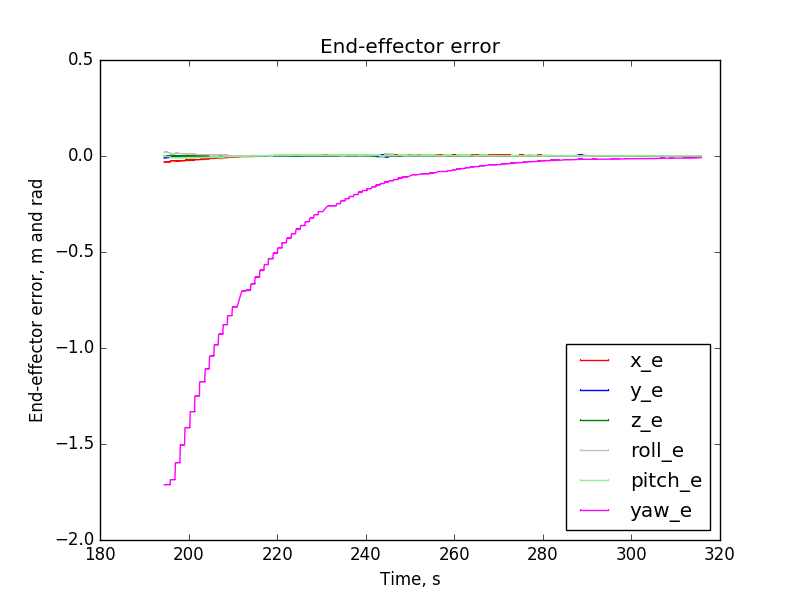 End-effector error
0.5
0.0
−0.5
−1.0
−1.5
−2.0
End-effector error, m and rad
x_e
y_e
z_e
roll_e
pitch_e
yaw_e
180 200 220 240 260 280 300 320
Time, s